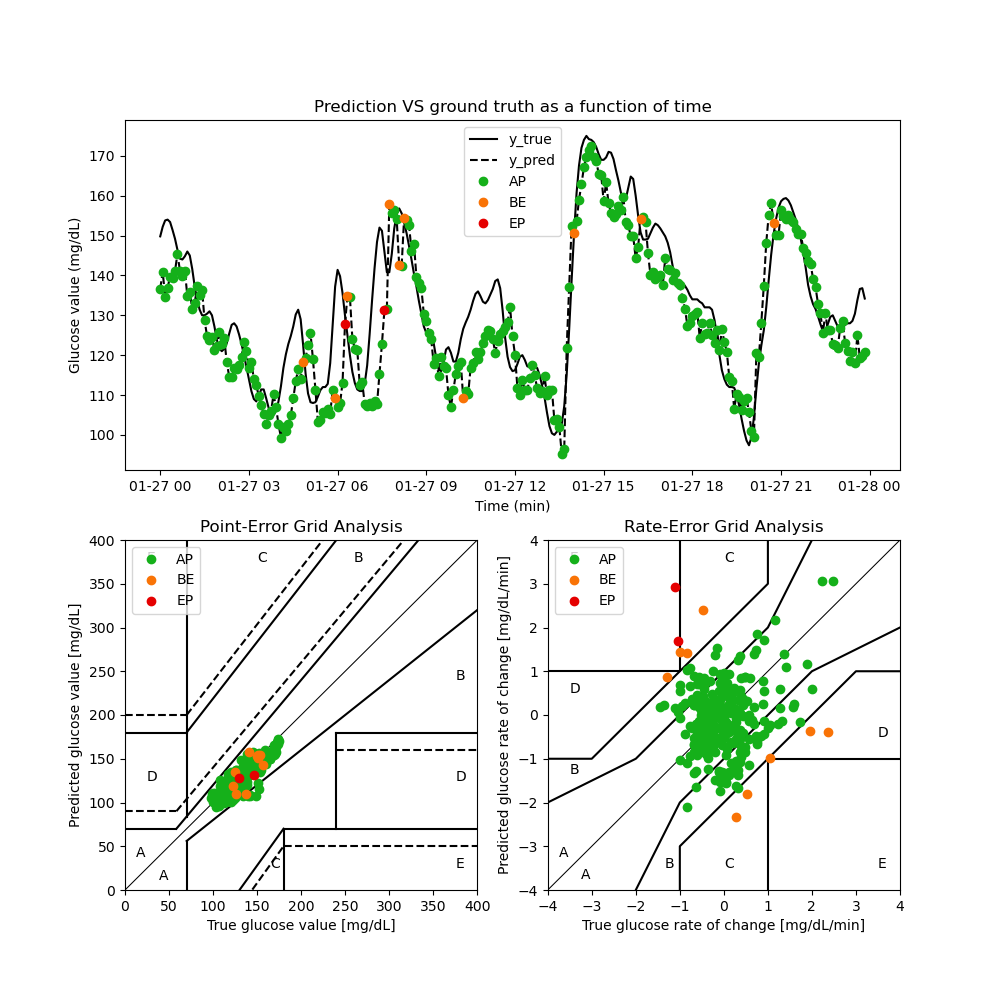 Prediction VS ground truth as a function of time
Glucose value (mg/dL)
170
160
150
140
130
120
110
100
y_true
y_pred
AP
BE
EP
01-27 00 01-27 03 01-27 06 01-27 09 01-27 12 01-27 15 01-27 18 01-27 21 01-28 00
Time (min)
Point-Error Grid Analysis
Predicted glucose value [mg/dL]
400
350
300
250
200
150
100
50
0
AP
BE
EP
C
B
B
D
D
A
A
C
E
0 50 100 150 200 250 300 350 400
True glucose value [mg/dL]
Rate-Error Grid Analysis
Predicted glucose rate of change [mg/dL/min]
4
3
2
1
0
−1
−2
−3
−4
AP
BE
EP
C
D
D
B
A
A
B
C
E
−4 −3 −2 −1 0 1 2 3 4
True glucose rate of change [mg/dL/min]